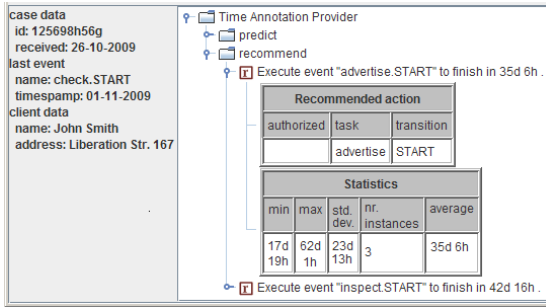 case data
id: 125698h56g
received: 26-10-2009
last event
name: check.START
timespamp: 01-11-2009
client data
name: John Smith
address: Liberation Str. 167
Time Annotation Provider
predict
recommend
r Execute event "advertise.START" to finish in 35d 6h .
Recommended action
authorized task transition
advertise START
Statistics
min max std. dev. nr. instances average
17d 19h 62d 1h 23d 13h 3 35d 6h
r Execute event "inspect.START" to finish in 42d 16h .